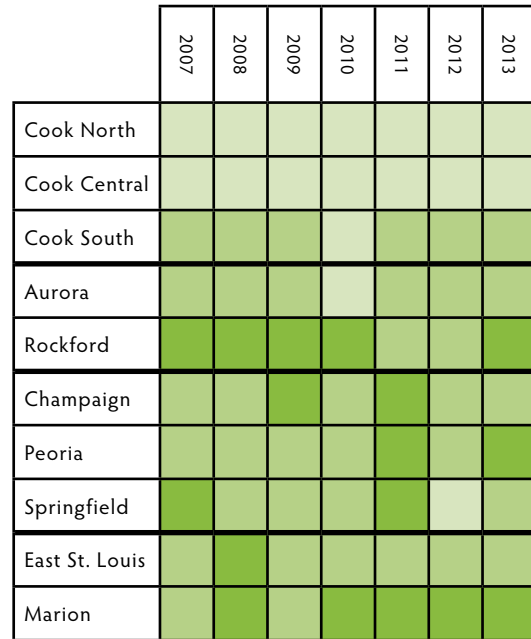 2007
2008
2009
2010
2011
2012
2013
Cook North
Cook Central
Cook South
Aurora
Rockford
Champaign
Peoria
Springfield
East St. Louis
Marion